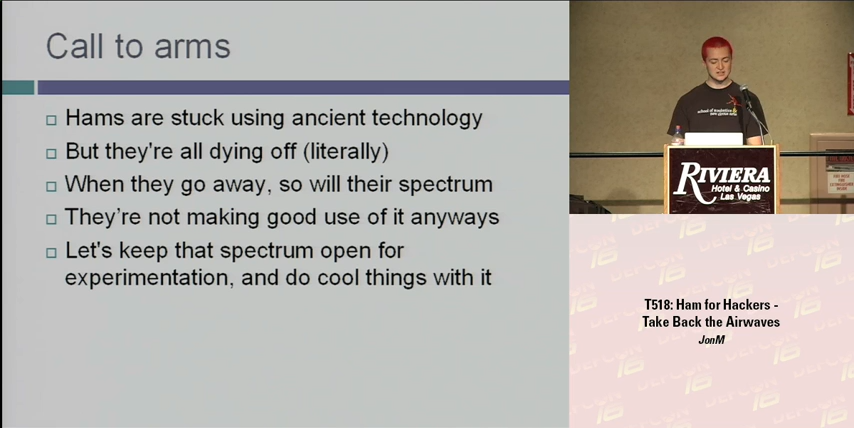 Call to arms
Hams are stuck using ancient technology
But they're all dying off (literally)
When they go away, so will their spectrum
They're not making good use of it anyways
Let's keep that spectrum open for
experimentation, and do cool things with it
RIVIERA
Hotel & Casino
Las Vegas
T518: Ham for Hackers -
Take Back the Airwaves
JonM
DEFCON
16